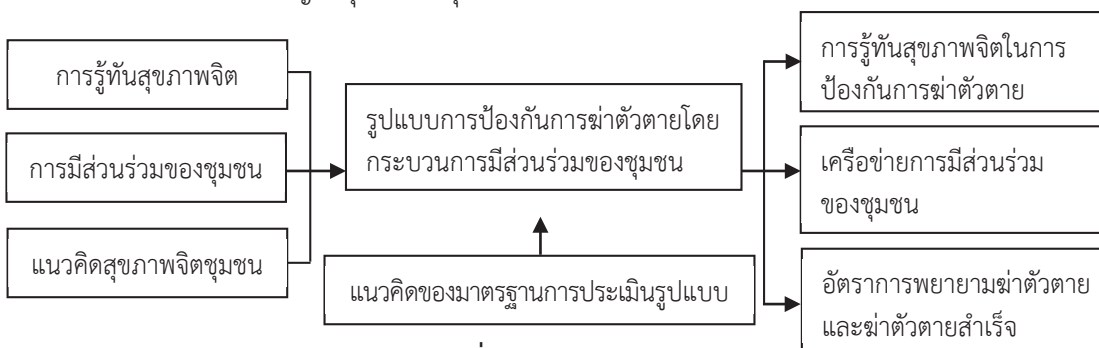 การรู้ทันสุขภาพจิต
การมีส่วนร่วมของชุมชน
แนวคิดสุขภาพจิตชุมชน
รูปแบบการป้องกันการฆ่าตัวตายโดย
กระบวนการมีส่วนร่วมของชุมชน
แนวคิดของมาตรฐานการประเมินรูปแบบ
การรู้ทันสุขภาพจิตในการ
ป้องกันการฆ่าตัวตาย
เครือข่ายการมีส่วนร่วม
ของชุมชน
อัตราการพยายามฆ่าตัวตาย
และฆ่าตัวตายสำเร็จ